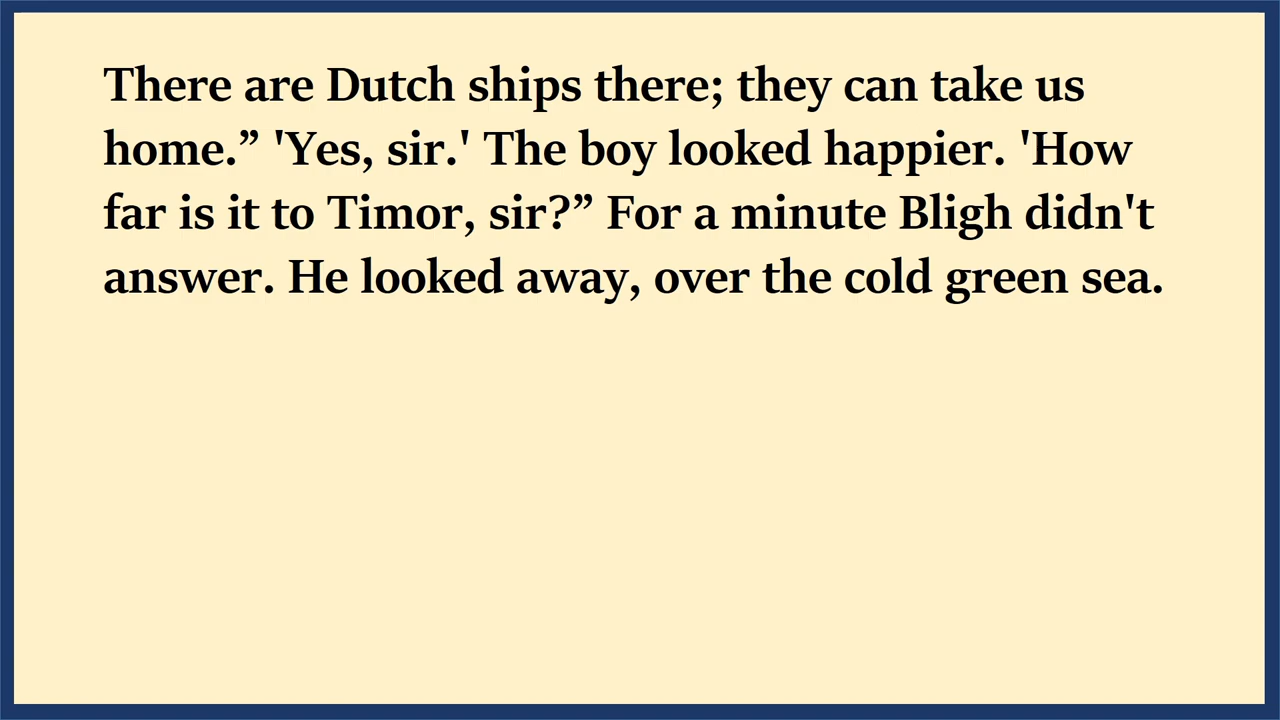 There are Dutch ships there; they can take us
home.” 'Yes, sir.' The boy looked happier. 'How
far is it to Timor, sir?” For a minute Bligh didn't
answer. He looked away, over the cold green sea.